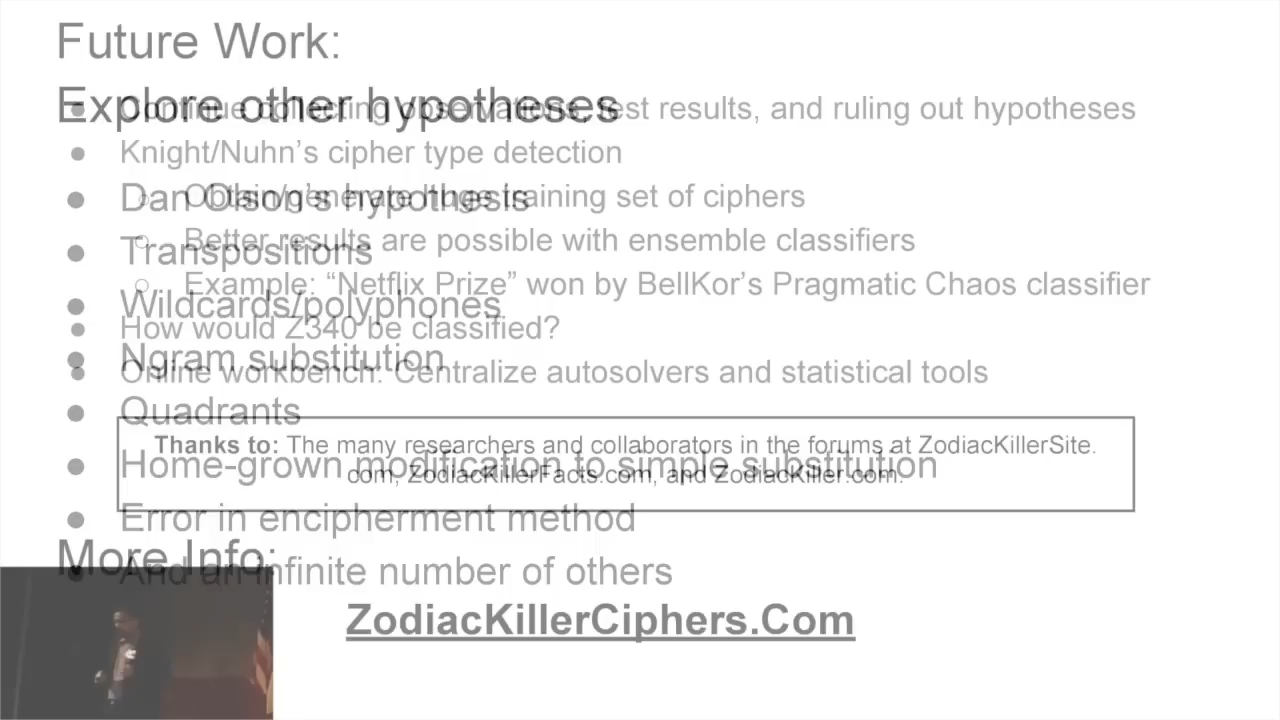 Future Work:
Explore other hypotheses
● Continue collecting observations, test results, and ruling out hypotheses
● Knight/Nuhn's cipher type detection
● Dan Olson's hypothesis
○ Obtain/generate huge training set of ciphers
○ Better results are possible with ensemble classifiers
● Transpositions
○ Example: “Netflix Prize” won by BellKor’s Pragmatic Chaos classifier
● Wildcards/polyphones
● How would Z340 be classified?
● Ngram substitution
● Online workbench: Centralize autosolvers and statistical tools
● Quadrants
Thanks to: The many researchers and collaborators in the forums at ZodiacKillerSite.
● Home-grown modification to simple substitution
com, ZodiacKillerFacts.com, and ZodiacKiller.com.
● Error in encipherment method
More Info:
● And an infinite number of others
ZodiacKillerCiphers.Com